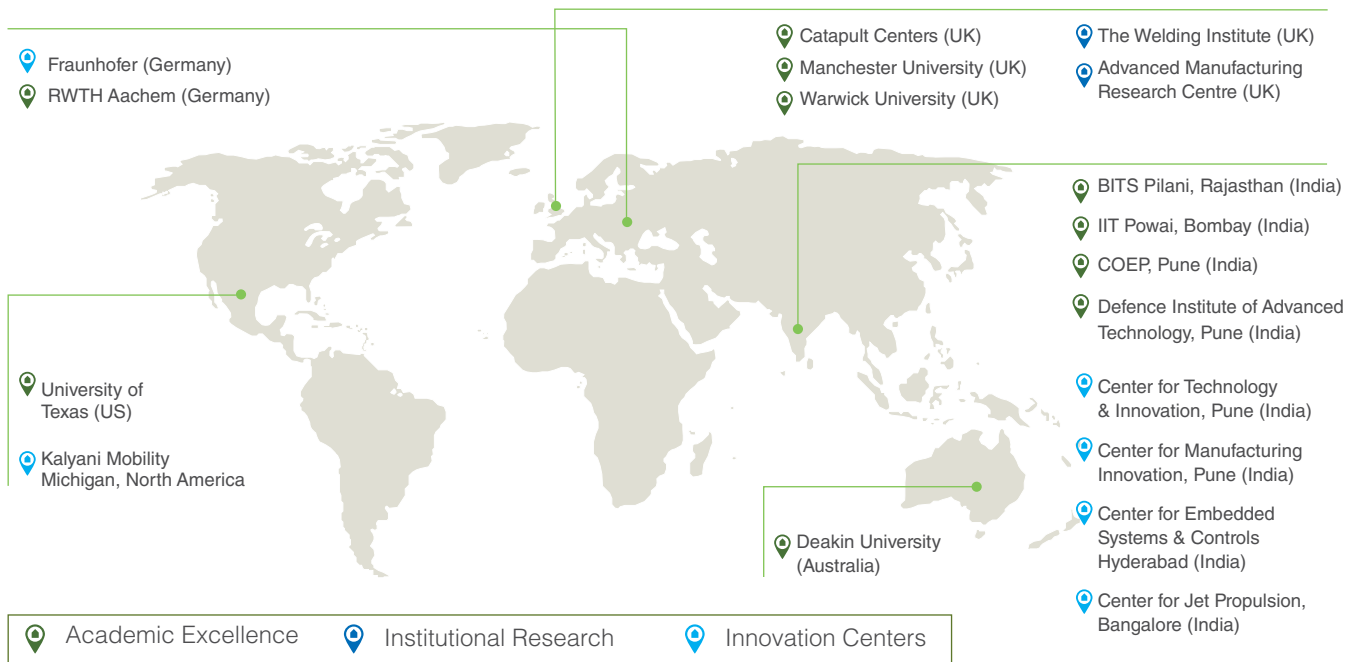 Fraunhofer (Germany)
RWTH Aachem (Germany)
Catapult Centers (UK)
Manchester University (UK)
Warwick University (UK)
The Welding Institute (UK)
Advanced Manufacturing
Research Centre (UK)
BITS Pilani, Rajasthan (India)
IIT Powai, Bombay (India)
COEP, Pune (India)
Defence Institute of Advanced
Technology, Pune (India)
Center for Technology
& Innovation, Pune (India)
Center for Manufacturing
Innovation, Pune (India)
Center for Embedded
Systems & Controls
Hyderabad (India)
Center for Jet Propulsion,
Bangalore (India)
University of
Texas (US)
Kalyani Mobility
Michigan, North America
Deakin University
(Australia)
Academic Excellence
Institutional Research
Innovation Centers